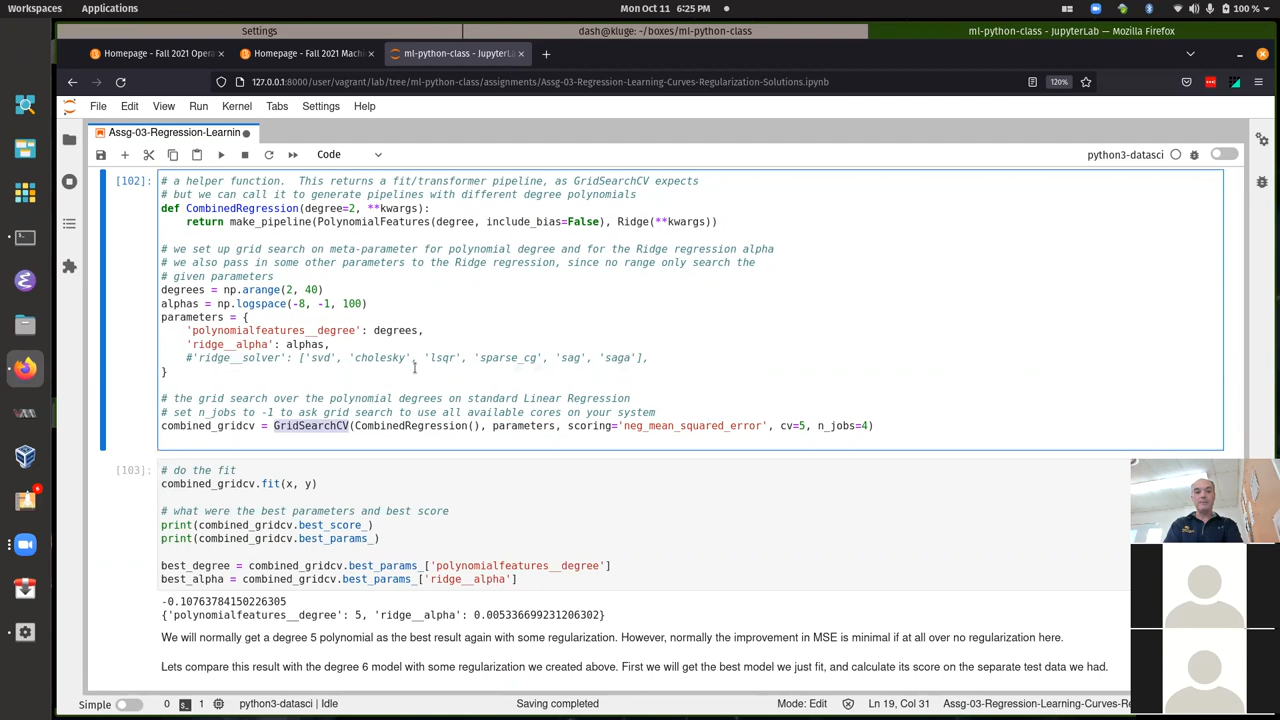 Workspaces
Applications
Mon Oct 11 6:25 PM
100 %
Settings
dash@kluge: ~/boxes/ml-python-class
ml-python-class - JupyterLab — Mozilla Firefox
Homepage - Fall 2021 Opera
Homepage - Fall 2021 Machi
ml-python-class - JupyterLab
127.0.0.1:8000/user/vagrant/lab/tree/ml-python-class/assignments/Assg-03-Regression-Learning-Curves-Regularization-Solutions.ipynb
120%
File Edit View Run Kernel Tabs Settings Help
Assg-03-Regression-Learnin
Code
python3-datasci
[102]:
# a helper function. This returns a fit/transformer pipeline, as GridSearchCV expects
# but we can call it to generate pipelines with different degree polynomials
def CombinedRegression(degree=2, **kwargs):
return make_pipeline(PolynomialFeatures(degree, include_bias=False), Ridge(**kwargs))
# we set up grid search on meta-parameter for polynomial degree and for the Ridge regression alpha
# we also pass in some other parameters to the Ridge regression, since no range only search the
# given parameters
degrees = np.arange(2, 40)
alphas = np.logspace(-8, -1, 100)
parameters = {
'polynomialfeatures__degree': degrees,
'ridge__alpha': alphas,
#'ridge__solver': ['svd', 'cholesky', 'lsqr', 'sparse_cg', 'sag', 'saga'],
}
# the grid search over the polynomial degrees on standard Linear Regression
# set n_jobs to -1 to ask grid search to use all available cores on your system
combined_gridcv = GridSearchCV(CombinedRegression(), parameters, scoring='neg_mean_squared_error', cv=5, n_jobs=4)
[103]:
# do the fit
combined_gridcv.fit(x, y)
# what were the best parameters and best score
print(combined_gridcv.best_score_)
print(combined_gridcv.best_params_)
best_degree = combined_gridcv.best_params_['polynomialfeatures__degree']
best_alpha = combined_gridcv.best_params_['ridge__alpha']
-0.10763784150226305
{'polynomialfeatures__degree': 5, 'ridge__alpha': 0.005336699231206302}
We will normally get a degree 5 polynomial as the best result again with some regularization. However, normally the improvement in MSE is minimal if at all over no regularization here.
Lets compare this result with the degree 6 model with some regularization we created above. First we will get the best model we just fit, and calculate its score on the separate test data we had.
Simple
0
1
python3-datasci | Idle
Saving completed
Mode: Edit
Ln 19, Col 31
Assg-03-Regression-Learning-Curves-Re